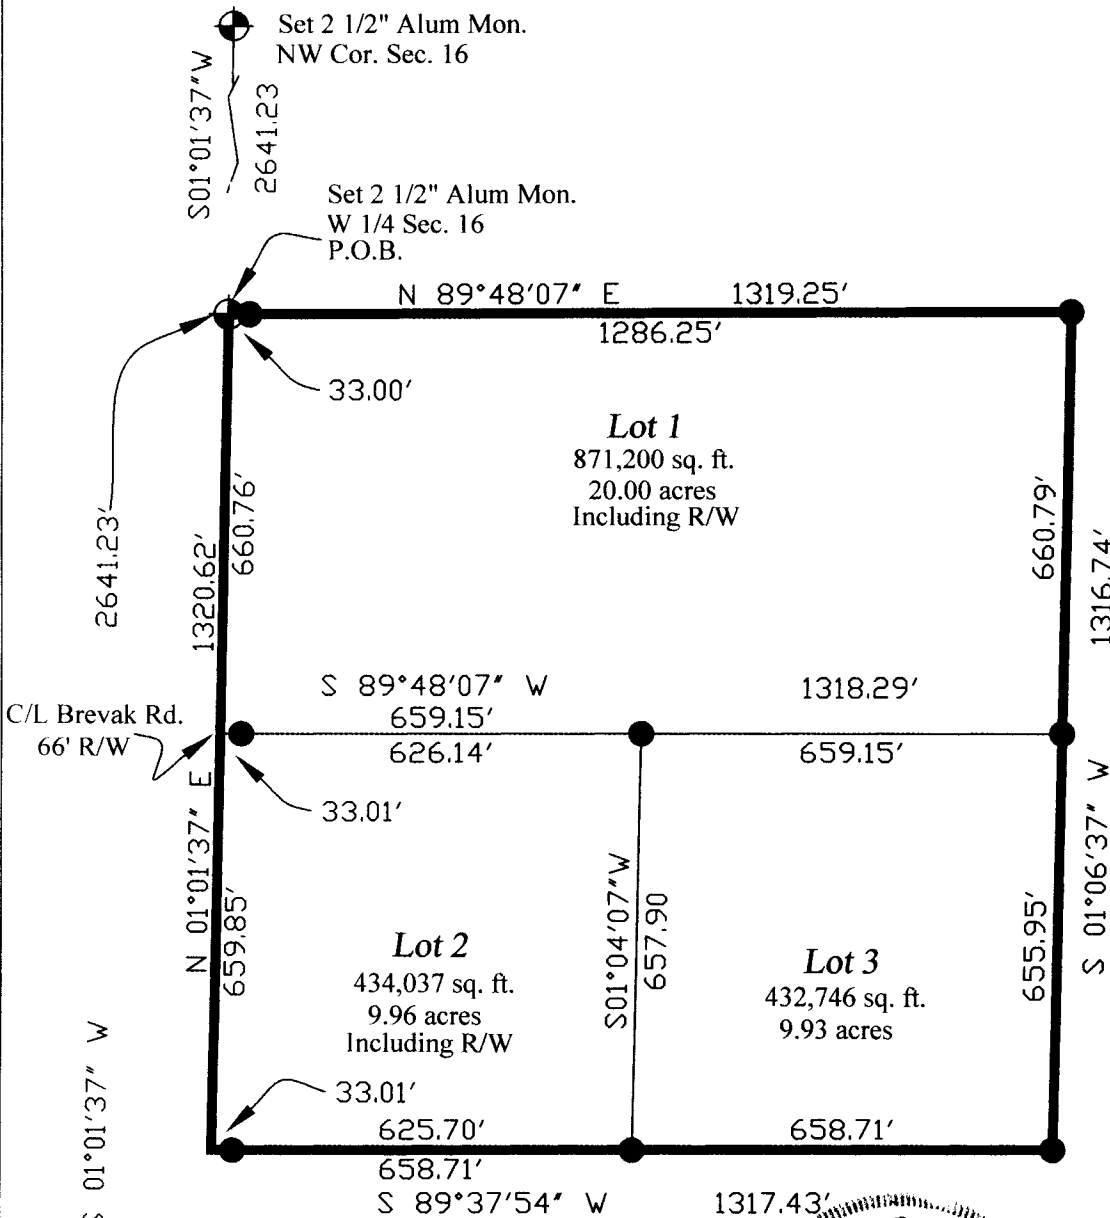 Set 2 1/2" Alum Mon.
NW Cor. Sec. 16
S01°01'37"W
2641.23
Set 2 1/2" Alum Mon.
W 1/4 Sec. 16
P.O.B.
N 89°48'07" E 1319.25'
1286.25'
33.00'
2641.23'
Lot 1
871,200 sq. ft.
20.00 acres
Including R/W
1320.62'
660.76'
660.79'
1316.74'
S 89°48'07" W 1318.29'
659.15'
626.14'
659.15'
C/L Brevak Rd.
66' R/W
33.01'
N 01°01'37" E
659.85'
S01°04'07"W
657.90
655.95'
S 01°06'37" W
Lot 2
434,037 sq. ft.
9.96 acres
Including R/W
Lot 3
432,746 sq. ft.
9.93 acres
S 01°01'37" W
33.01'
625.70'
658.71'
658.71'
S 89°37'54" W 1317.43'